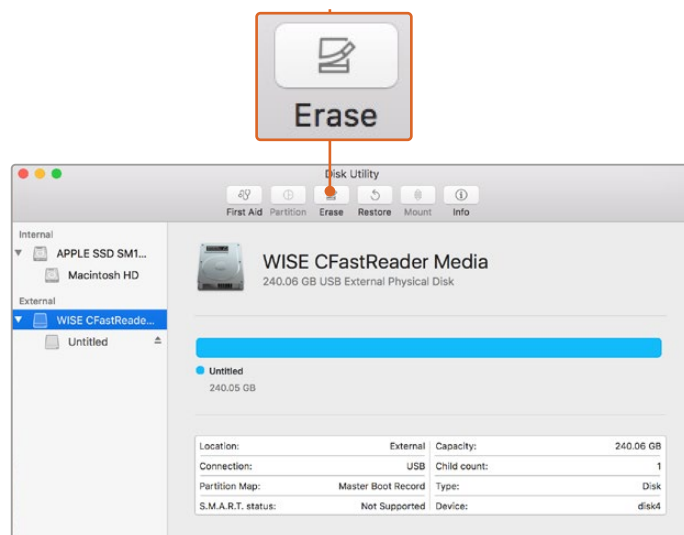 Erase
Disk Utility
First Aid Partition Erase Restore Mount Info
Internal
APPLE SSD SM1...
Macintosh HD
External
WISE CFastReade...
Untitled
WISE CFastReader Media
240.06 GB USB External Physical Disk
Untitled
240.05 GB
Location: External Capacity: 240.06 GB
Connection: USB Child count: 1
Partition Map: Master Boot Record Type: Disk
S.M.A.R.T. status: Not Supported Device: disk4